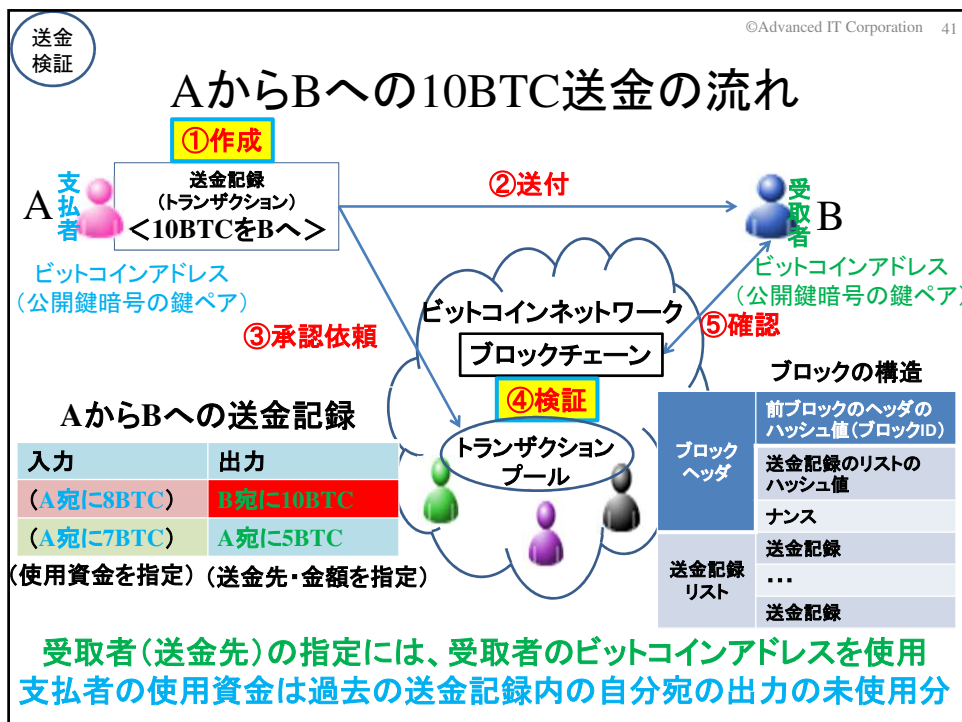 ©Advanced IT Corporation 41
送金
検証
AからBへの10BTC送金の流れ
①作成
A
支払者
送金記録
(トランザクション)
＜10BTCをBへ＞
②送付
受取者
B
ビットコインアドレス
（公開鍵暗号の鍵ペア）
ビットコインアドレス
（公開鍵暗号の鍵ペア）
③承認依頼
ビットコインネットワーク
⑤確認
ブロックチェーン
④検証
トランザクション
プール
AからBへの送金記録
入力 出力
(A宛に8BTC) B宛に10BTC
(A宛に7BTC) A宛に5BTC
(使用資金を指定) (送金先・金額を指定)
ブロックの構造
ブロック
ヘッダ
前ブロックのヘッダの
ハッシュ値(ブロックID)
送金記録のリストの
ハッシュ値
ナンス
送金記録
リスト
送金記録
・・・
送金記録
受取者（送金先）の指定には、受取者のビットコインアドレスを使用
支払者の使用資金は過去の送金記録内の自分宛の出力の未使用分